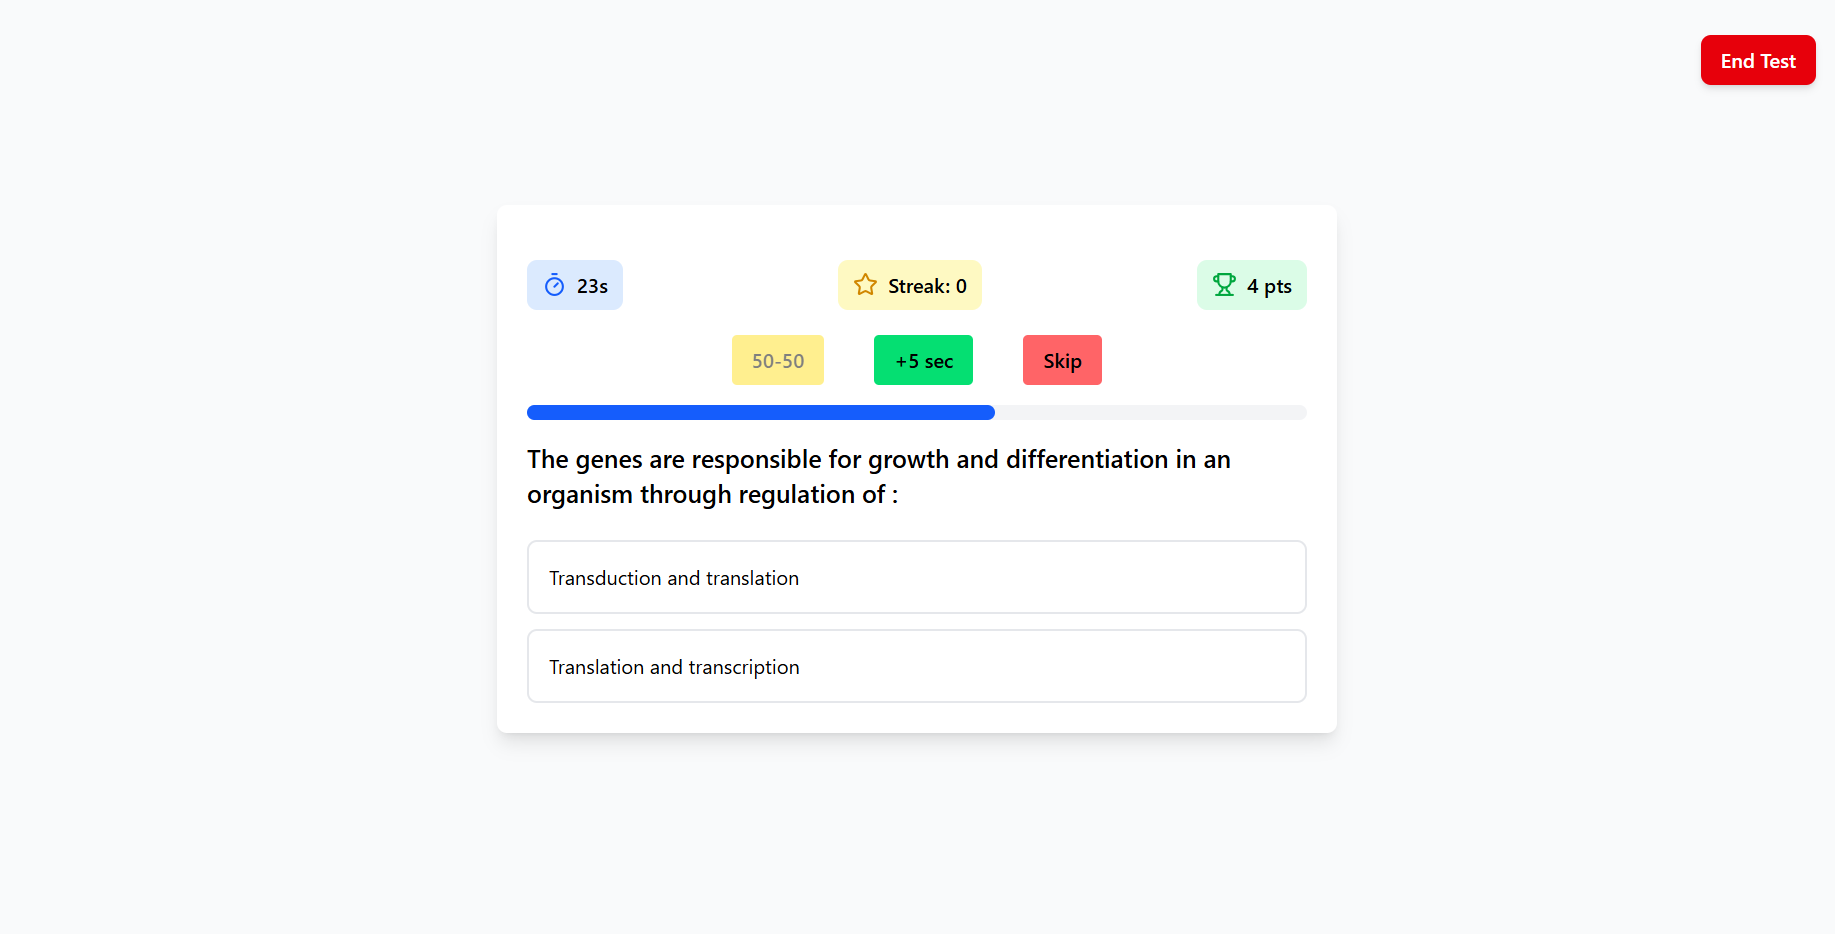 End Test
23s
Streak: 0
4 pts
50-50
+5 sec
Skip
The genes are responsible for growth and differentiation in an
organism through regulation of :
Transduction and translation
Translation and transcription